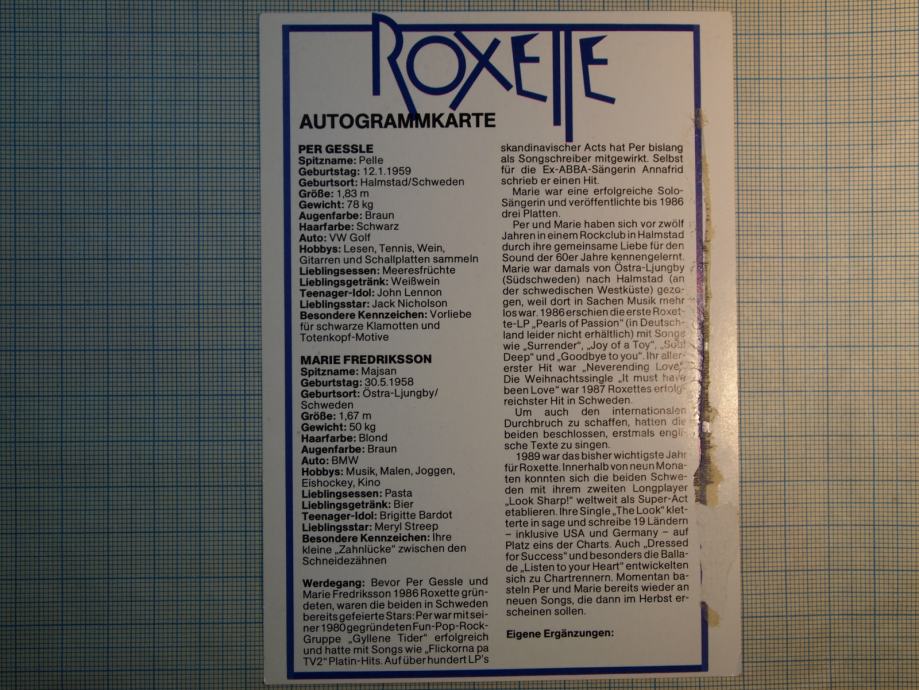 ROXETTE
AUTOGRAMMKARTE
PER GESSLE
Spitzname: Pelle
Geburtstag: 12.1.1959
Geburtsort: Halmstad/Schweden
Größe: 1,83 m
Gewicht: 78 kg
Augenfarbe: Braun
Haarfarbe: Schwarz
Auto: VW Golf
Hobbys: Lesen, Tennis, Wein,
Gitarren und Schallplatten sammeln
Lieblingsessen: Meeresfrüchte
Lieblingsgetränk: Weißwein
Teenager-Idol: John Lennon
Lieblingsstar: Jack Nicholson
Besondere Kennzeichen: Vorliebe
für schwarze Klamotten und
Totenkopf-Motive
MARIE FREDRIKSSON
Spitzname: Majsan
Geburtstag: 30.5.1958
Geburtsort: Östra-Ljungby/
Schweden
Größe: 1,67 m
Gewicht: 50 kg
Haarfarbe: Blond
Augenfarbe: Braun
Auto: BMW
Hobbys: Musik, Malen, Joggen,
Eishockey, Kino
Lieblingsessen: Pasta
Lieblingsgetränk: Bier
Teenager-Idol: Brigitte Bardot
Lieblingsstar: Meryl Streep
Besondere Kennzeichen: Ihre
kleine „Zahnlücke" zwischen den
Schneidezähnen
Werdegang: Bevor Per Gessle und
Marie Fredriksson 1986 Roxette grün-
deten, waren die beiden in Schweden
bereits gefeierte Stars: Per war mit sei-
ner 1980 gegründeten Fun-Pop-Rock-
Gruppe „Gyllene Tider" erfolgreich
und hatte mit Songs wie „Flickorna pa
TV2" Platin-Hits. Auf über hundert LP's
skandinavischer Acts hat Per bislang
als Songschreiber mitgewirkt. Selbst
für die Ex-ABBA-Sängerin Annafrid
schrieb er einen Hit.
Marie war eine erfolgreiche Solo-
Sängerin und veröffentlichte bis 1986
drei Platten.
Per und Marie haben sich vor zwölf
Jahren in einem Rockclub in Halmstad
durch ihre gemeinsame Liebe für den
Sound der 60er Jahre kennengelernt.
Marie war damals von Östra-Ljungby
(Südschweden) nach Halmstad (an
der schwedischen Westküste) gezo-
gen, weil dort in Sachen Musik mehr
los war. 1986 erschien die erste Roxet-
te-LP „Pearls of Passion" (in Deutsch-
land leider nicht erhältlich) mit Songs
wie „Surrender", „Joy of a Toy", „Soul
Deep" und „Goodbye to you". Ihr aller-
erster Hit war „Neverending Love".
Die Weihnachtssingle „It must have
been Love" war 1987 Roxettes erfolg-
reichster Hit in Schweden.
Um auch den internationalen
Durchbruch zu schaffen, hatten die
beiden beschlossen, erstmals engli-
sche Texte zu singen.
1989 war das bisher wichtigste Jahr
für Roxette. Innerhalb von neun Mona-
ten konnten sich die beiden Schwe-
den mit ihrem zweiten Longplayer
„Look Sharp!" weltweit als Super-Act
etablieren. Ihre Single „The Look" klet-
terte in sage und schreibe 19 Ländern
– inklusive USA und Germany – auf
Platz eins der Charts. Auch „Dressed
for Success" und besonders die Balla-
de „Listen to your Heart" entwickelten
sich zu Chartrennern. Momentan ba-
steln Per und Marie bereits wieder an
neuen Songs, die dann im Herbst er-
scheinen sollen.
Eigene Ergänzungen: